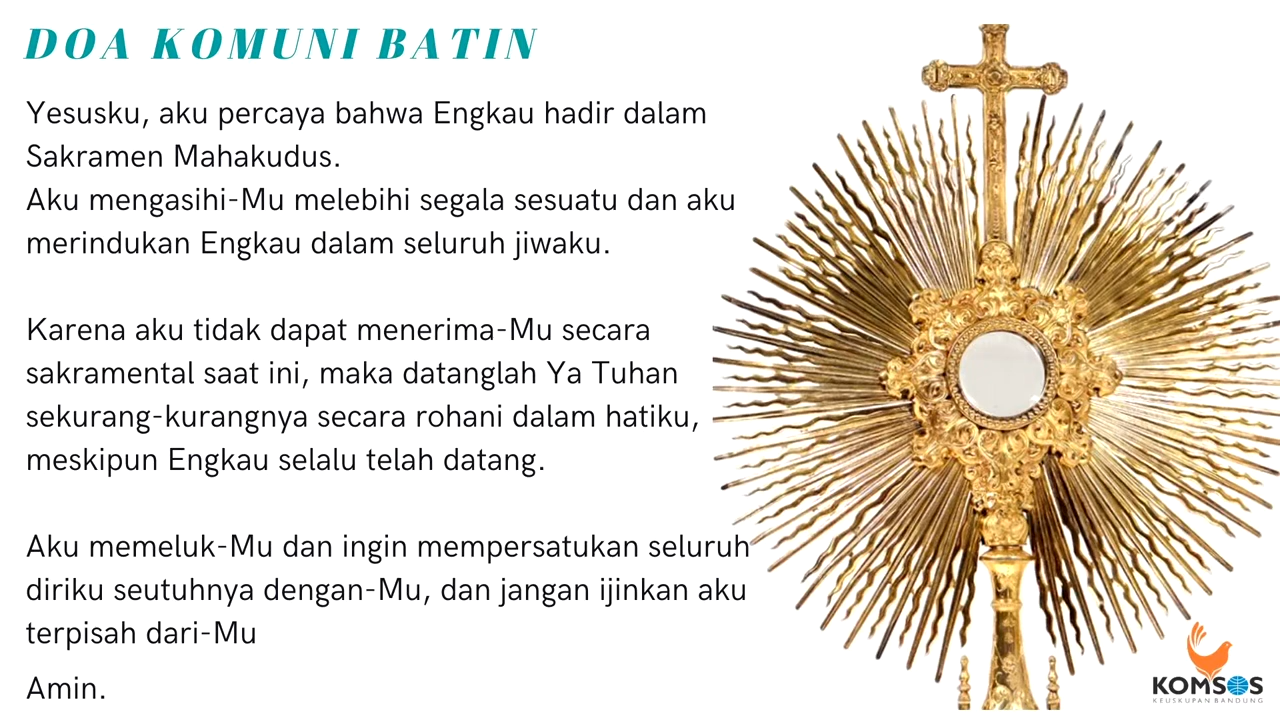 DOA KOMUNI BATIN
Yesusku, aku percaya bahwa Engkau hadir dalam
Sakramen Mahakudus.
Aku mengasihi-Mu melebihi segala sesuatu dan aku
merindukan Engkau dalam seluruh jiwaku.
Karena aku tidak dapat menerima-Mu secara
sakramental saat ini, maka datanglah Ya Tuhan
sekurang-kurangnya secara rohani dalam hatiku,
meskipun Engkau selalu telah datang.
Aku memeluk-Mu dan ingin mempersatukan seluruh
diriku seutuhnya dengan-Mu, dan jangan ijinkan aku
terpisah dari-Mu
Amin.
KOMSOS
KEUSKUPAN BANDUNG